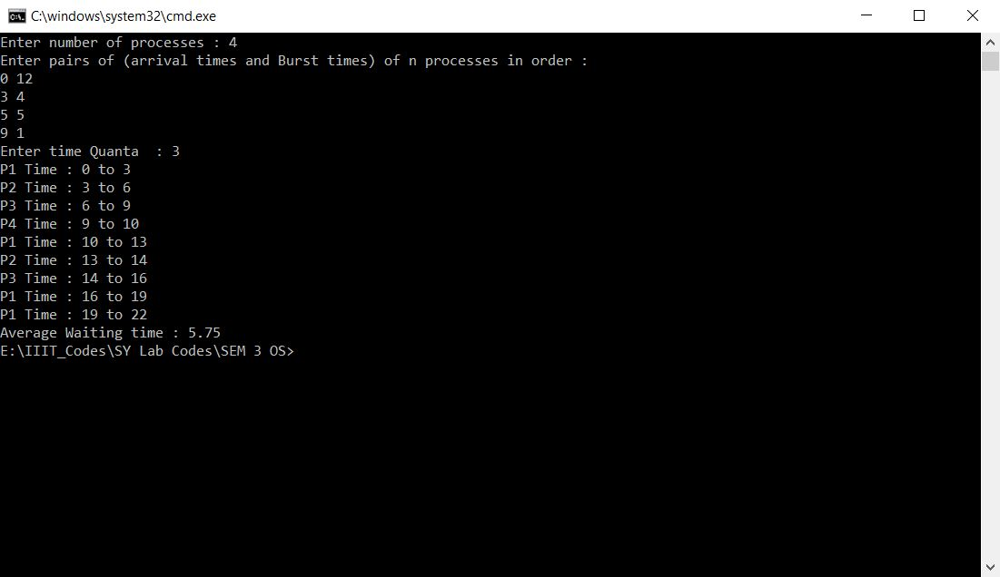 C:\windows\system32\cmd.exe
Enter number of processes : 4
Enter pairs of (arrival times and Burst times) of n processes in order :
0 12
3 4
5 5
9 1
Enter time Quanta  : 3
P1 Time : 0 to 3
P2 Time : 3 to 6
P3 Time : 6 to 9
P4 Time : 9 to 10
P1 Time : 10 to 13
P2 Time : 13 to 14
P3 Time : 14 to 16
P1 Time : 16 to 19
P1 Time : 19 to 22
Average Waiting time : 5.75
E:\IIIT_Codes\SY Lab Codes\SEM 3 OS>